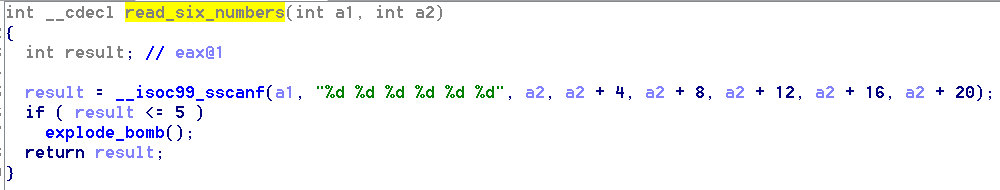 int __cdecl read_six_numbers(int a1, int a2)
{
int result; // eax@1
result = __isoc99_sscanf(a1, "%d %d %d %d %d %d", a2, a2 + 4, a2 + 8, a2 + 12, a2 + 16, a2 + 20);
if ( result <= 5 )
explode_bomb();
return result;
}